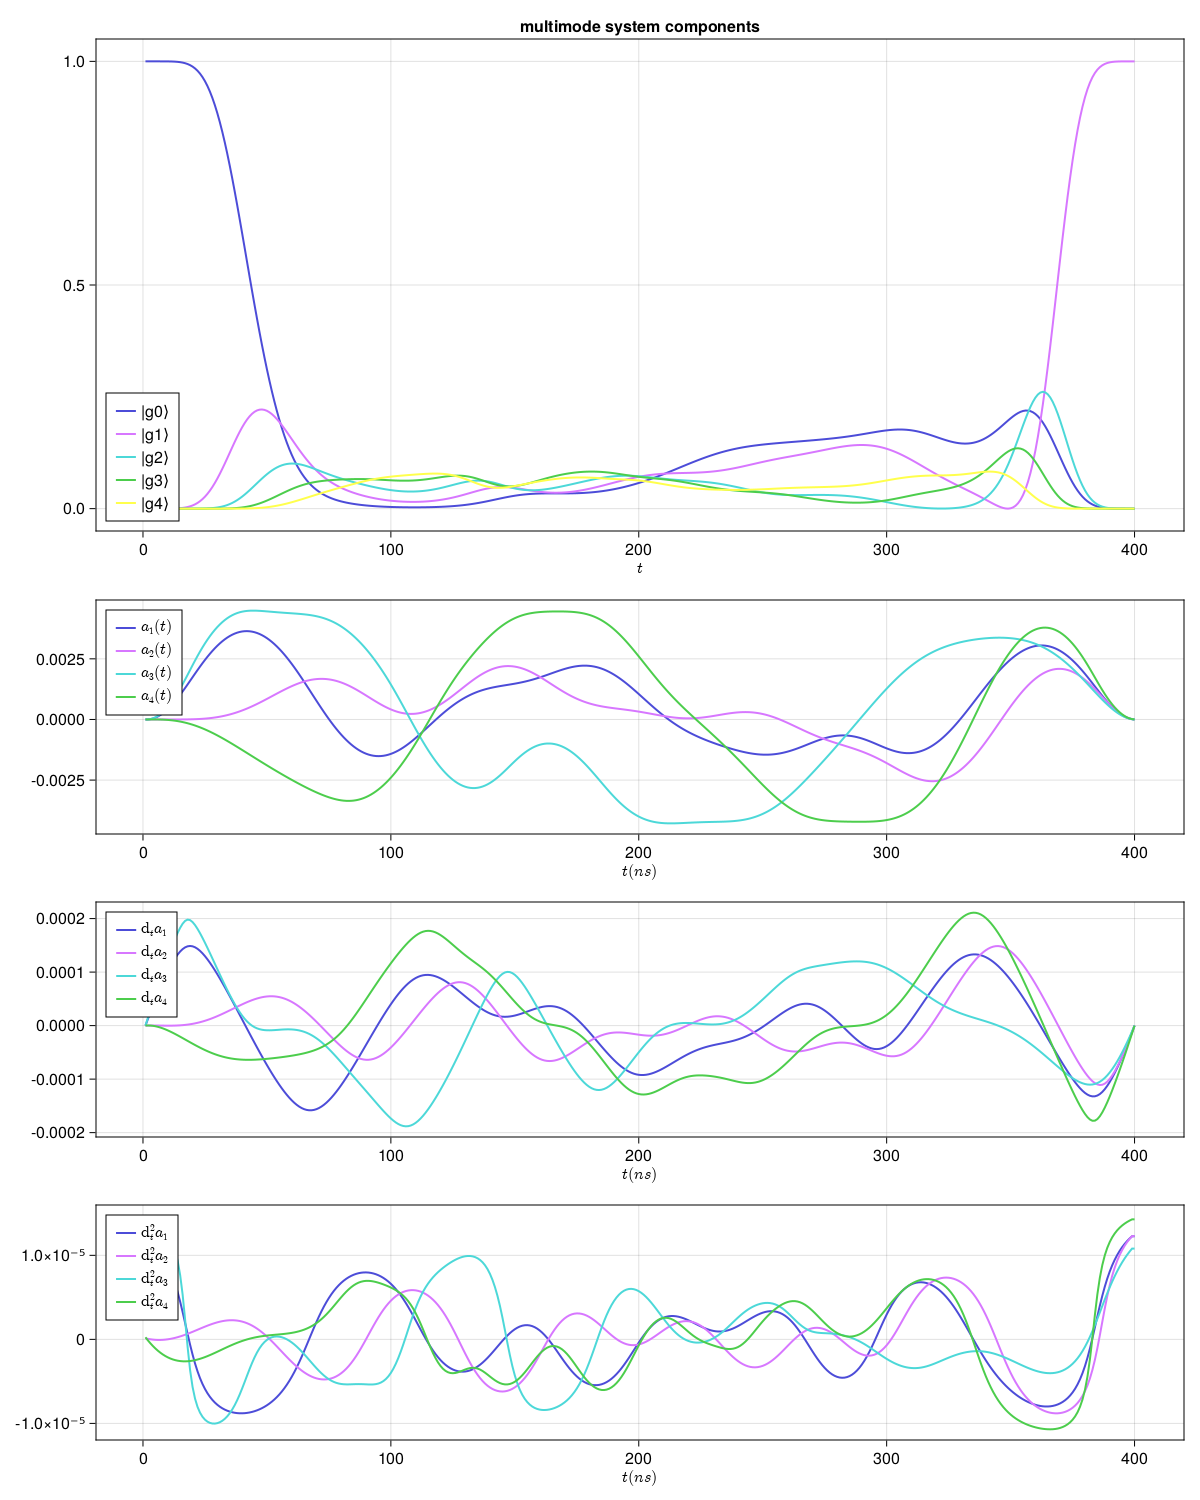 multimode system components
1.0
0.5
0.0
|g0⟩
|g1⟩
|g2⟩
|g3⟩
|g4⟩
0 100 200 300 400
t
0.0025
0.0000
-0.0025
a₁(t)
a₂(t)
a₃(t)
a₄(t)
0 100 200 300 400
t(ns)
0.0002
0.0001
0.0000
-0.0001
-0.0002
dₜa₁
dₜa₂
dₜa₃
dₜa₄
0 100 200 300 400
t(ns)
1.0×10⁻⁵
0
-1.0×10⁻⁵
d²ₜa₁
d²ₜa₂
d²ₜa₃
d²ₜa₄
0 100 200 300 400
t(ns)